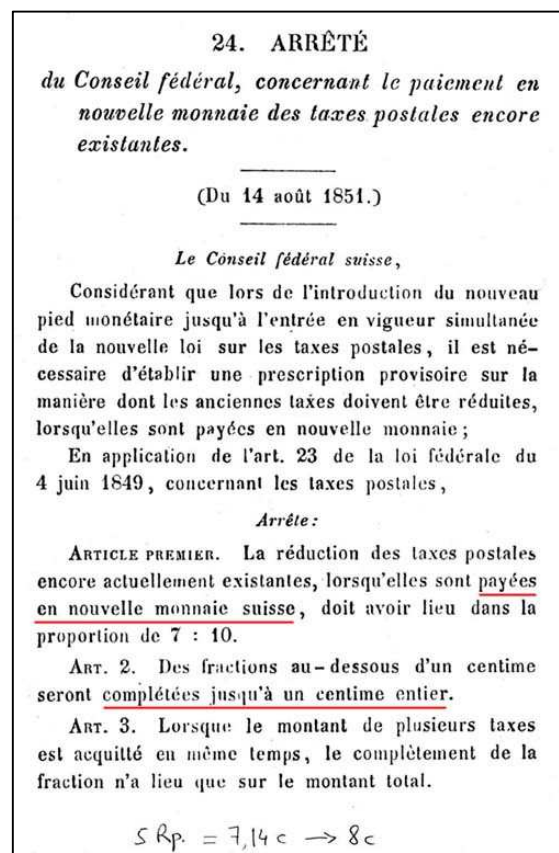 24. ARRÊTÉ
du Conseil fédéral, concernant le paiement en
nouvelle monnaie des taxes postales encore
existantes.
(Du 14 août 1851.)
Le Conseil fédéral suisse,
Considérant que lors de l'introduction du nouveau
pied monétaire jusqu'à l'entrée en vigueur simultanée
de la nouvelle loi sur les taxes postales, il est né-
cessaire d'établir une prescription provisoire sur la
manière dont les anciennes taxes doivent être réduites,
lorsqu'elles sont payées en nouvelle monnaie;
En application de l'art. 23 de la loi fédérale du
4 juin 1849, concernant les taxes postales,
Arrête:
ARTICLE PREMIER. La réduction des taxes postales
encore actuellement existantes, lorsqu'elles sont payées
en nouvelle monnaie suisse, doit avoir lieu dans la
proportion de 7 : 10.
ART. 2. Des fractions au-dessous d'un centime
seront complétées jusqu'à un centime entier.
ART. 3. Lorsque le montant de plusieurs taxes
est acquitté en même temps, le complètement de la
fraction n'a lieu que sur le montant total.
5 Rp. = 7,14 c → 8c